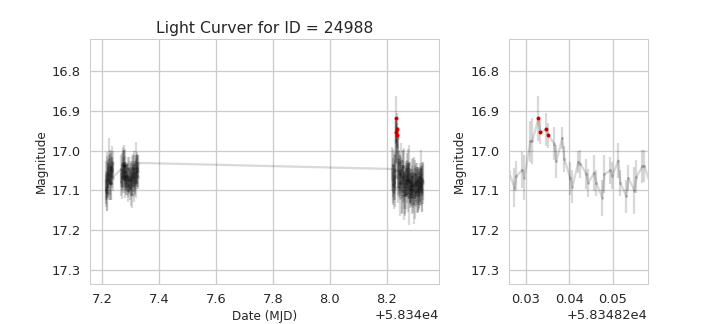 Light Curver for ID = 24988
Magnitude
16.8
16.9
17.0
17.1
17.2
17.3
7.2 7.4 7.6 7.8 8.0 8.2
Date (MJD)
+5.834e4
Magnitude
16.8
16.9
17.0
17.1
17.2
17.3
0.03 0.04 0.05
+5.83482e4